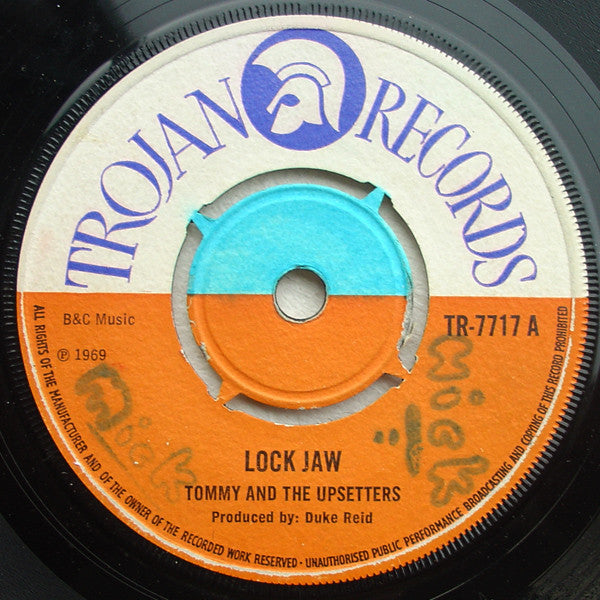 TROJAN RECORDS
B&C Music
TR-7717 A
℗ 1969
LOCK JAW
TOMMY AND THE UPSETTERS
Produced by: Duke Reid
ALL RIGHTS OF THE MANUFACTURER AND OF THE OWNER OF THE RECORDED WORK RESERVED - UNAUTHORISED PUBLIC PERFORMANCE BROADCASTING AND COPYING OF THIS RECORD PROHIBITED
Mick